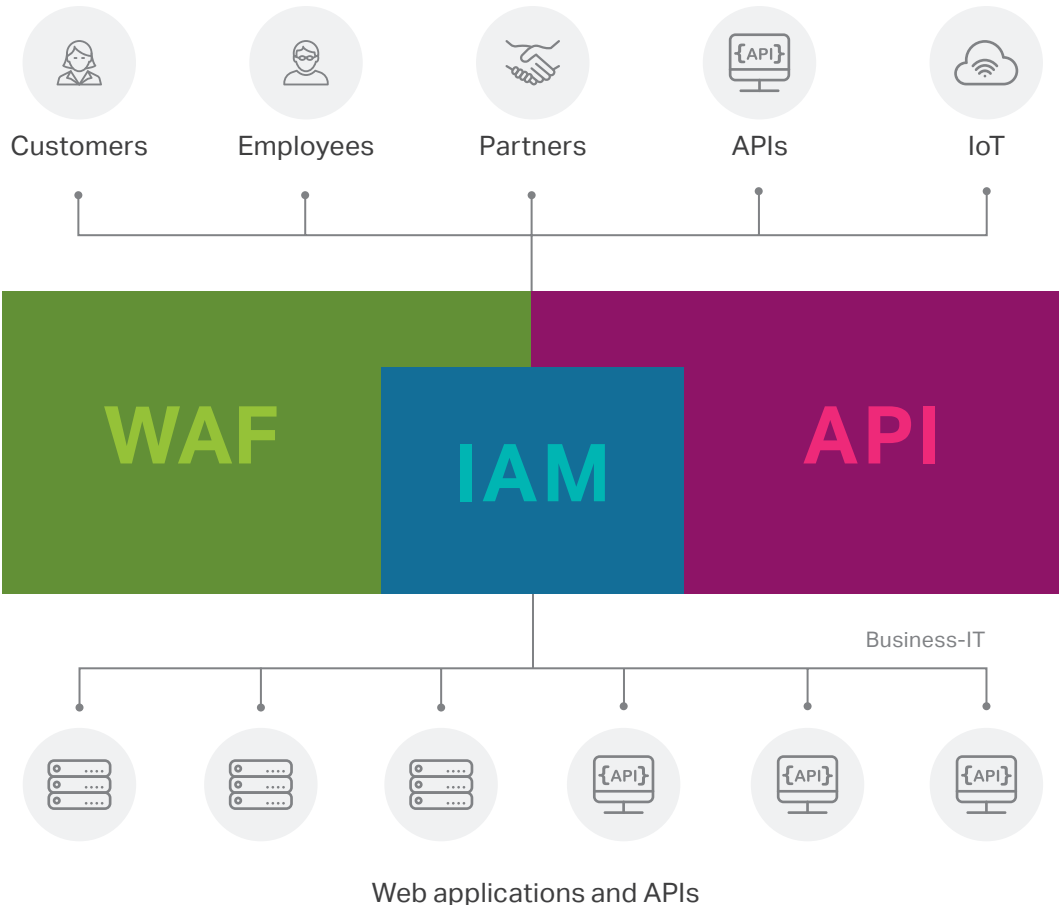 {API}
Customers Employees Partners APIs IoT
WAF IAM API
Business-IT
{API} {API} {API}
Web applications and APIs